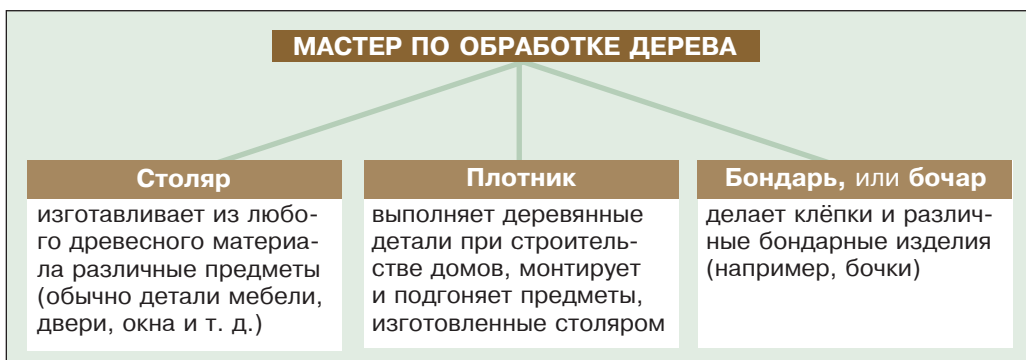 МАСТЕР ПО ОБРАБОТКЕ ДЕРЕВА
Столяр
изготавливает из любо-
го древесного материа-
ла различные предметы
(обычно детали мебели,
двери, окна и т. д.)
Плотник
выполняет деревянные
детали при строитель-
стве домов, монтирует
и подгоняет предметы,
изготовленные столяром
Бондарь, или бочар
делает клёпки и различ-
ные бондарные изделия
(например, бочки)